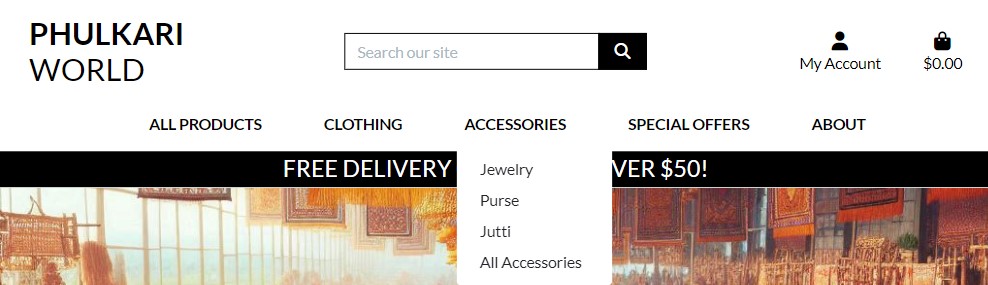 PHULKARI
WORLD
Search our site
My Account
$0.00
ALL PRODUCTS
CLOTHING
ACCESSORIES
SPECIAL OFFERS
ABOUT
FREE DELIVERY VER $50!
Jewelry
Purse
Jutti
All Accessories